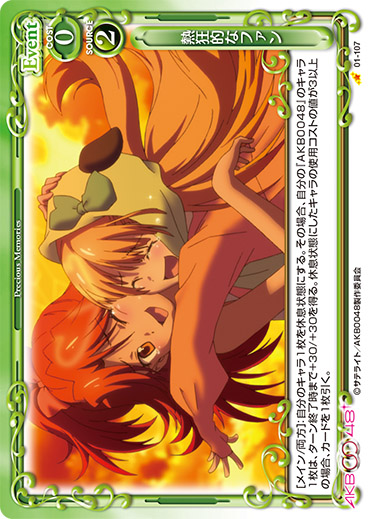 Event
COST
0
SOURCE
2
熱狂的なファン
01-107
Precious Memories
[メイン/両方]:自分のキャラ1枚を休息状態にする。その場合、自分の「AKB0048」のキャラ
1枚は、ターン終了時まで+30/+30を得る。休息状態にしたキャラの使用コストの値が3以上
の場合、カードを1枚引く。
©サテライト/AKB0048製作委員会
AKB0048